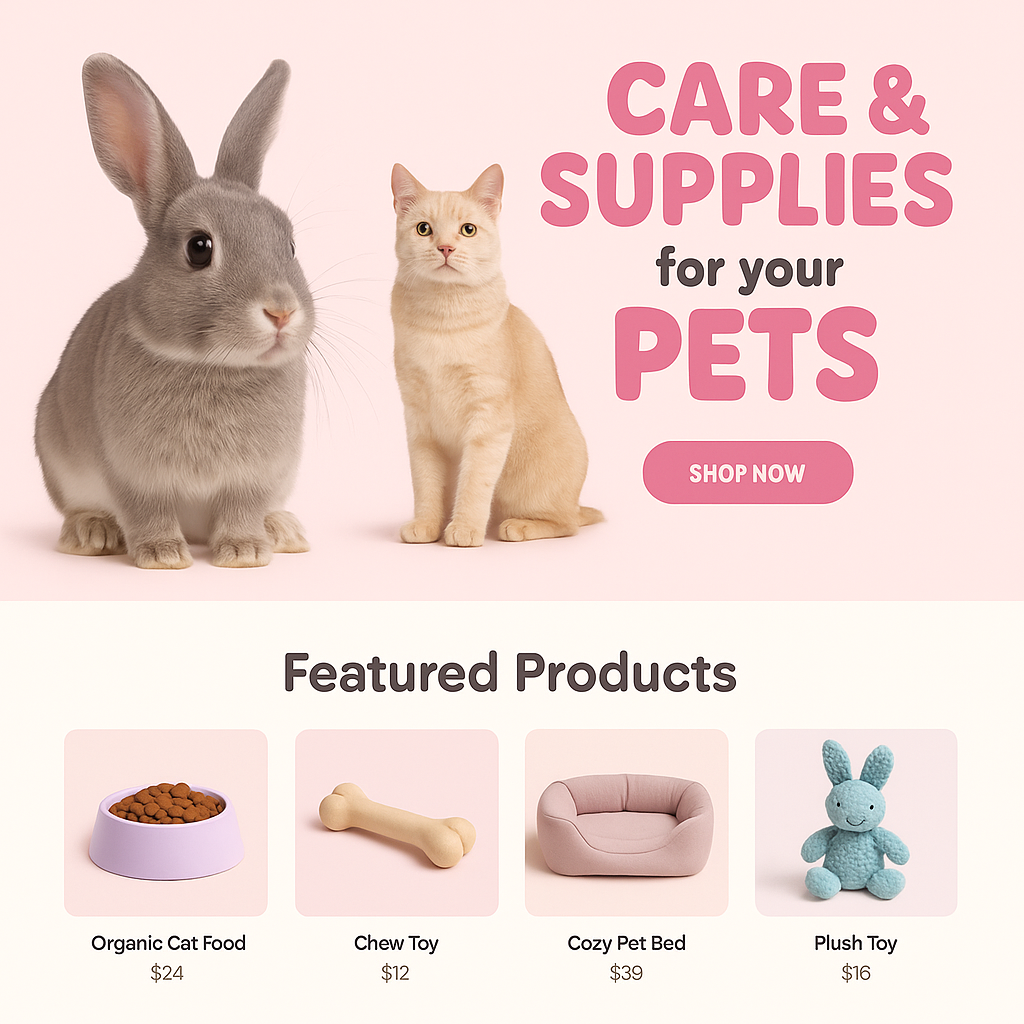 CARE &
SUPPLIES
for your
PETS
SHOP NOW
Featured Products
Organic Cat Food
$24
Chew Toy
$12
Cozy Pet Bed
$39
Plush Toy
$16